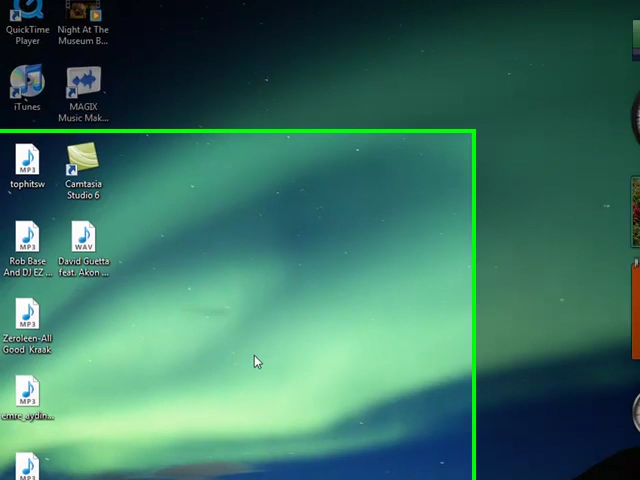 QuickTime
Player
Night At The
Museum B...
iTunes
MAGIX
Music Mak...
tophitsw
Camtasia
Studio 6
MP3
MP3
WAV
Rob Base
And DJ EZ ...
David Guetta
feat. Akon ...
MP3
Zeroleen-All
Good_Kraak
MP3
emre_aydin...
MP3